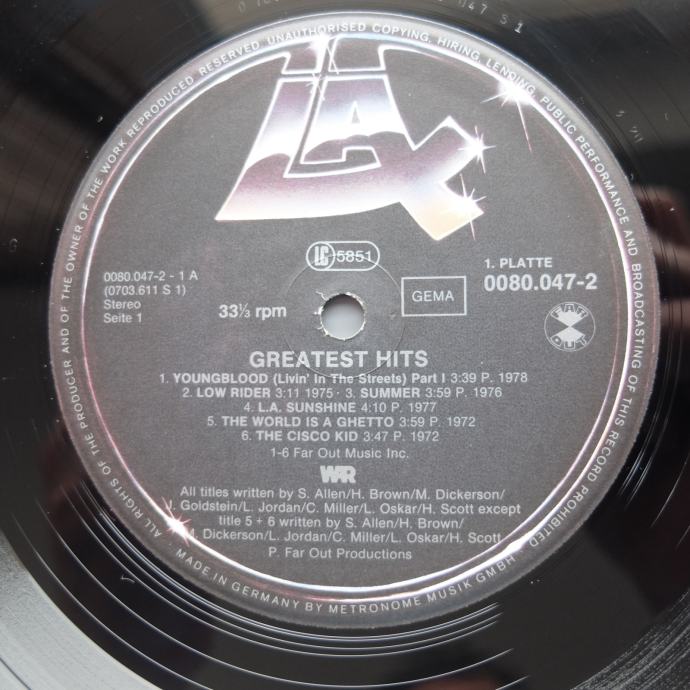 ALL RIGHTS OF THE PRODUCER AND OF THE OWNER OF THE WORK REPRODUCED RESERVED. UNAUTHORISED COPYING, HIRING, LENDING, PUBLIC PERFORMANCE AND BROADCASTING OF THIS RECORD PROHIBITED
LAX
LC 5851
0080.047-2 - 1 A
(0703.611 S 1)
Stereo
Seite 1
33⅓ rpm
GEMA
1. PLATTE
0080.047-2
FAR OUT
GREATEST HITS
1. YOUNGBLOOD (Livin' In The Streets) Part I 3:39 P. 1978
2. LOW RIDER 3:11 1975 · 3. SUMMER 3:59 P. 1976
4. L.A. SUNSHINE 4:10 P. 1977
5. THE WORLD IS A GHETTO 3:59 P. 1972
6. THE CISCO KID 3:47 P. 1972
1-6 Far Out Music Inc.
WAR
All titles written by S. Allen/H. Brown/M. Dickerson/
J. Goldstein/L. Jordan/C. Miller/L. Oskar/H. Scott except
title 5 + 6 written by S. Allen/H. Brown/
M. Dickerson/L. Jordan/C. Miller/L. Oskar/H. Scott
P. Far Out Productions
MADE IN GERMANY BY METRONOME MUSIK GMBH